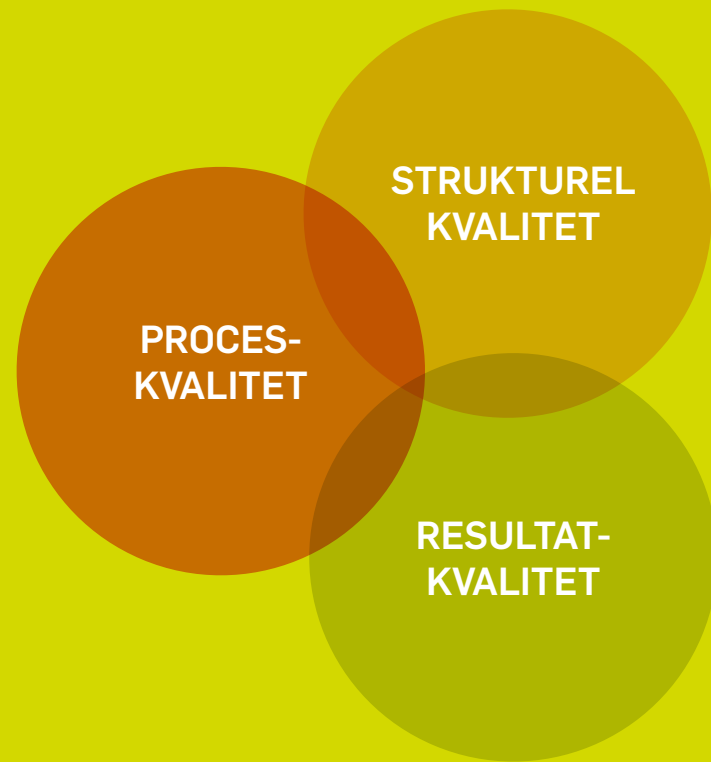 STRUKTUREL
KVALITET
PROCES-
KVALITET
RESULTAT-
KVALITET